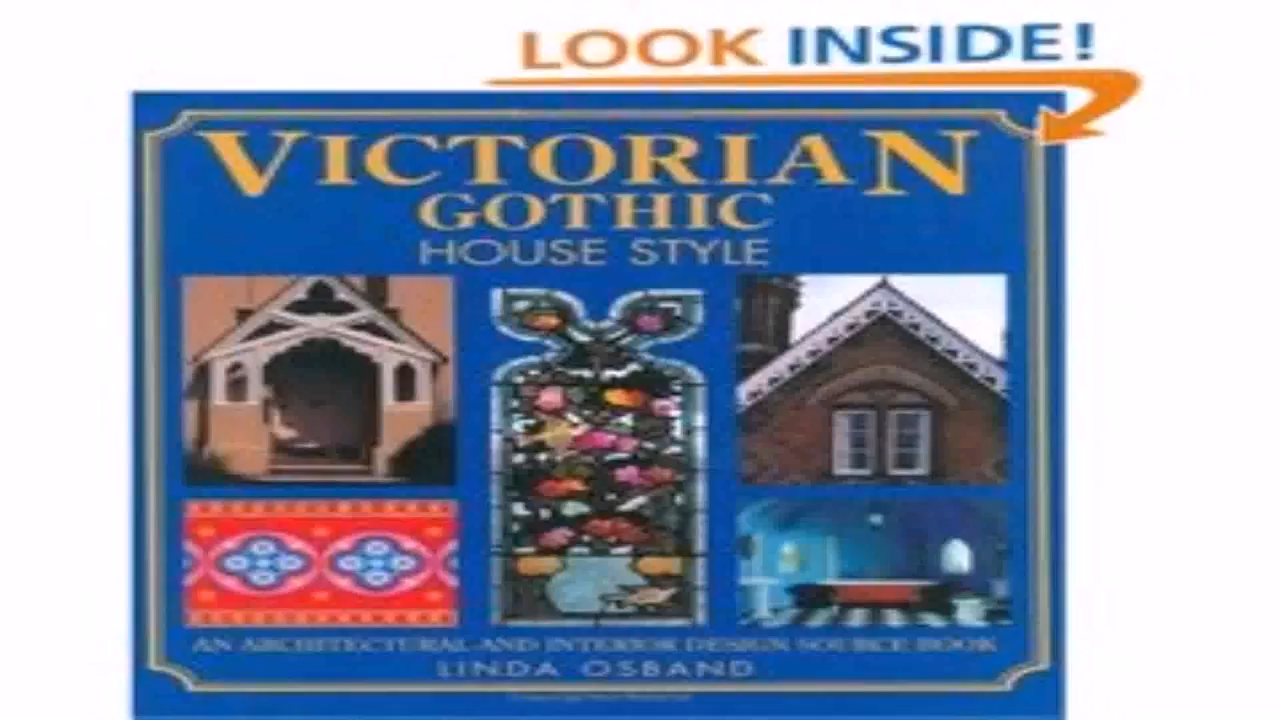 LOOK INSIDE!
VICTORIAN
GOTHIC
HOUSE STYLE
AN ARCHITECTURAL AND INTERIOR DESIGN SOURCE BOOK
LINDA OSBAND